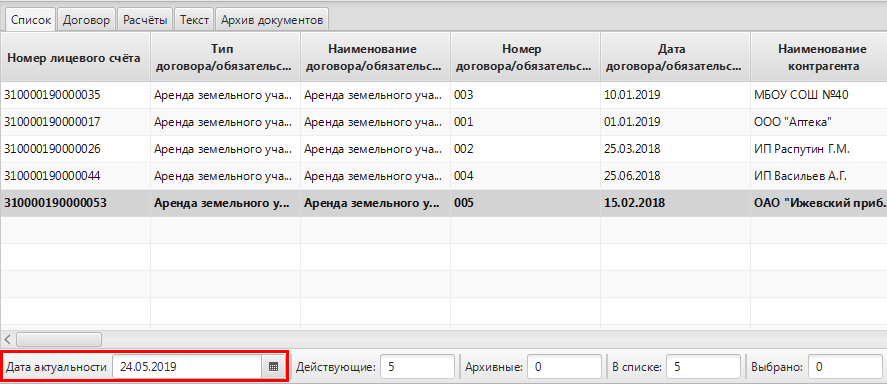 Список Договор Расчёты Текст Архив документов
Номер лицевого счёта Тип договора/обязательс... Наименование договора/обязательс... Номер договора/обязательс... Дата договора/обязательс... Наименование контрагента
310000190000035 Аренда земельного уча... Аренда земельного уча... 003 10.01.2019 МБОУ СОШ №40
310000190000017 Аренда земельного уча... Аренда земельного уча... 001 01.01.2019 ООО "Аптека"
310000190000026 Аренда земельного уча... Аренда земельного уча... 002 25.03.2018 ИП Распутин Г.М.
310000190000044 Аренда земельного уча... Аренда земельного уча... 004 25.06.2018 ИП Васильев А.Г.
310000190000053 Аренда земельного у... Аренда земельного у... 005 15.02.2018 ОАО "Ижевский приб...
Дата актуальности 24.05.2019 Действующие: 5 Архивные: 0 В списке: 5 Выбрано: 0